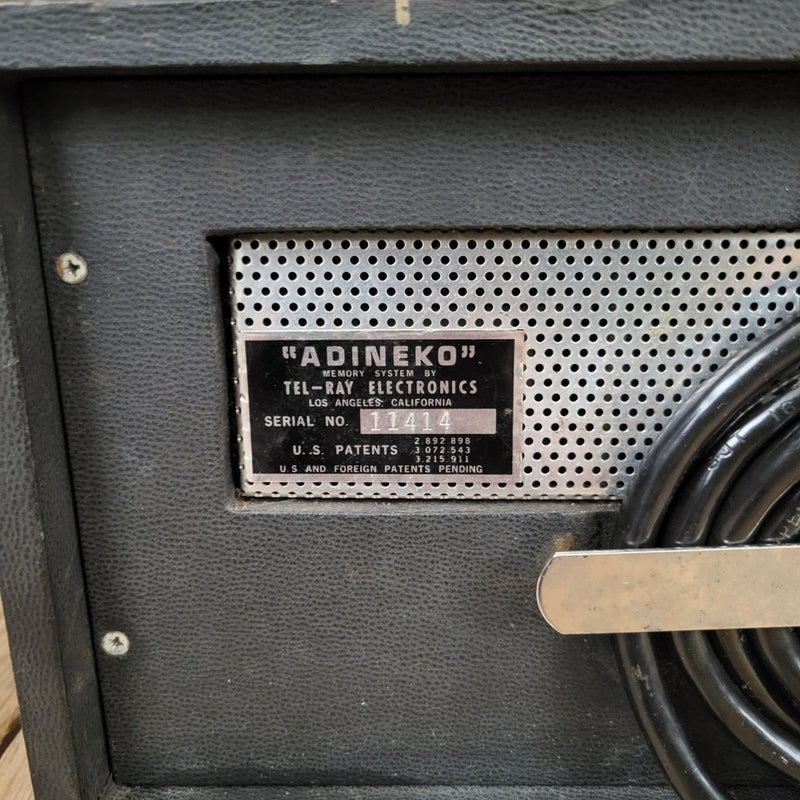 "ADINEKO"
MEMORY SYSTEM BY
TEL-RAY ELECTRONICS
LOS ANGELES, CALIFORNIA
SERIAL NO. 11414
U.S. PATENTS 2.892 898
3.072.543
3.215.911
U.S AND FOREIGN PATENTS PENDING